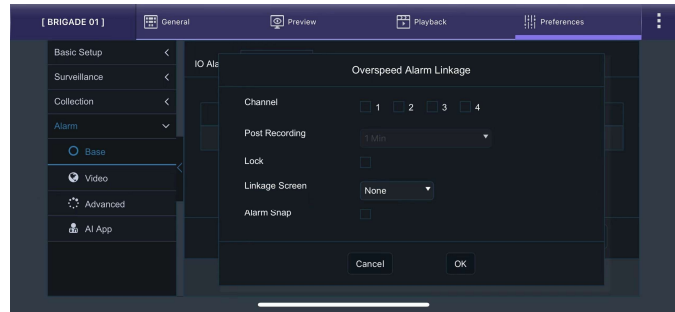 [ BRIGADE 01 ] General Preview Playback Preferences
Basic Setup
Surveillance
Collection
Alarm
Base
Video
Advanced
AI App
IO Ala
Overspeed Alarm Linkage
Channel 1 2 3 4
Post Recording 1 Min
Lock
Linkage Screen None
Alarm Snap
Cancel OK